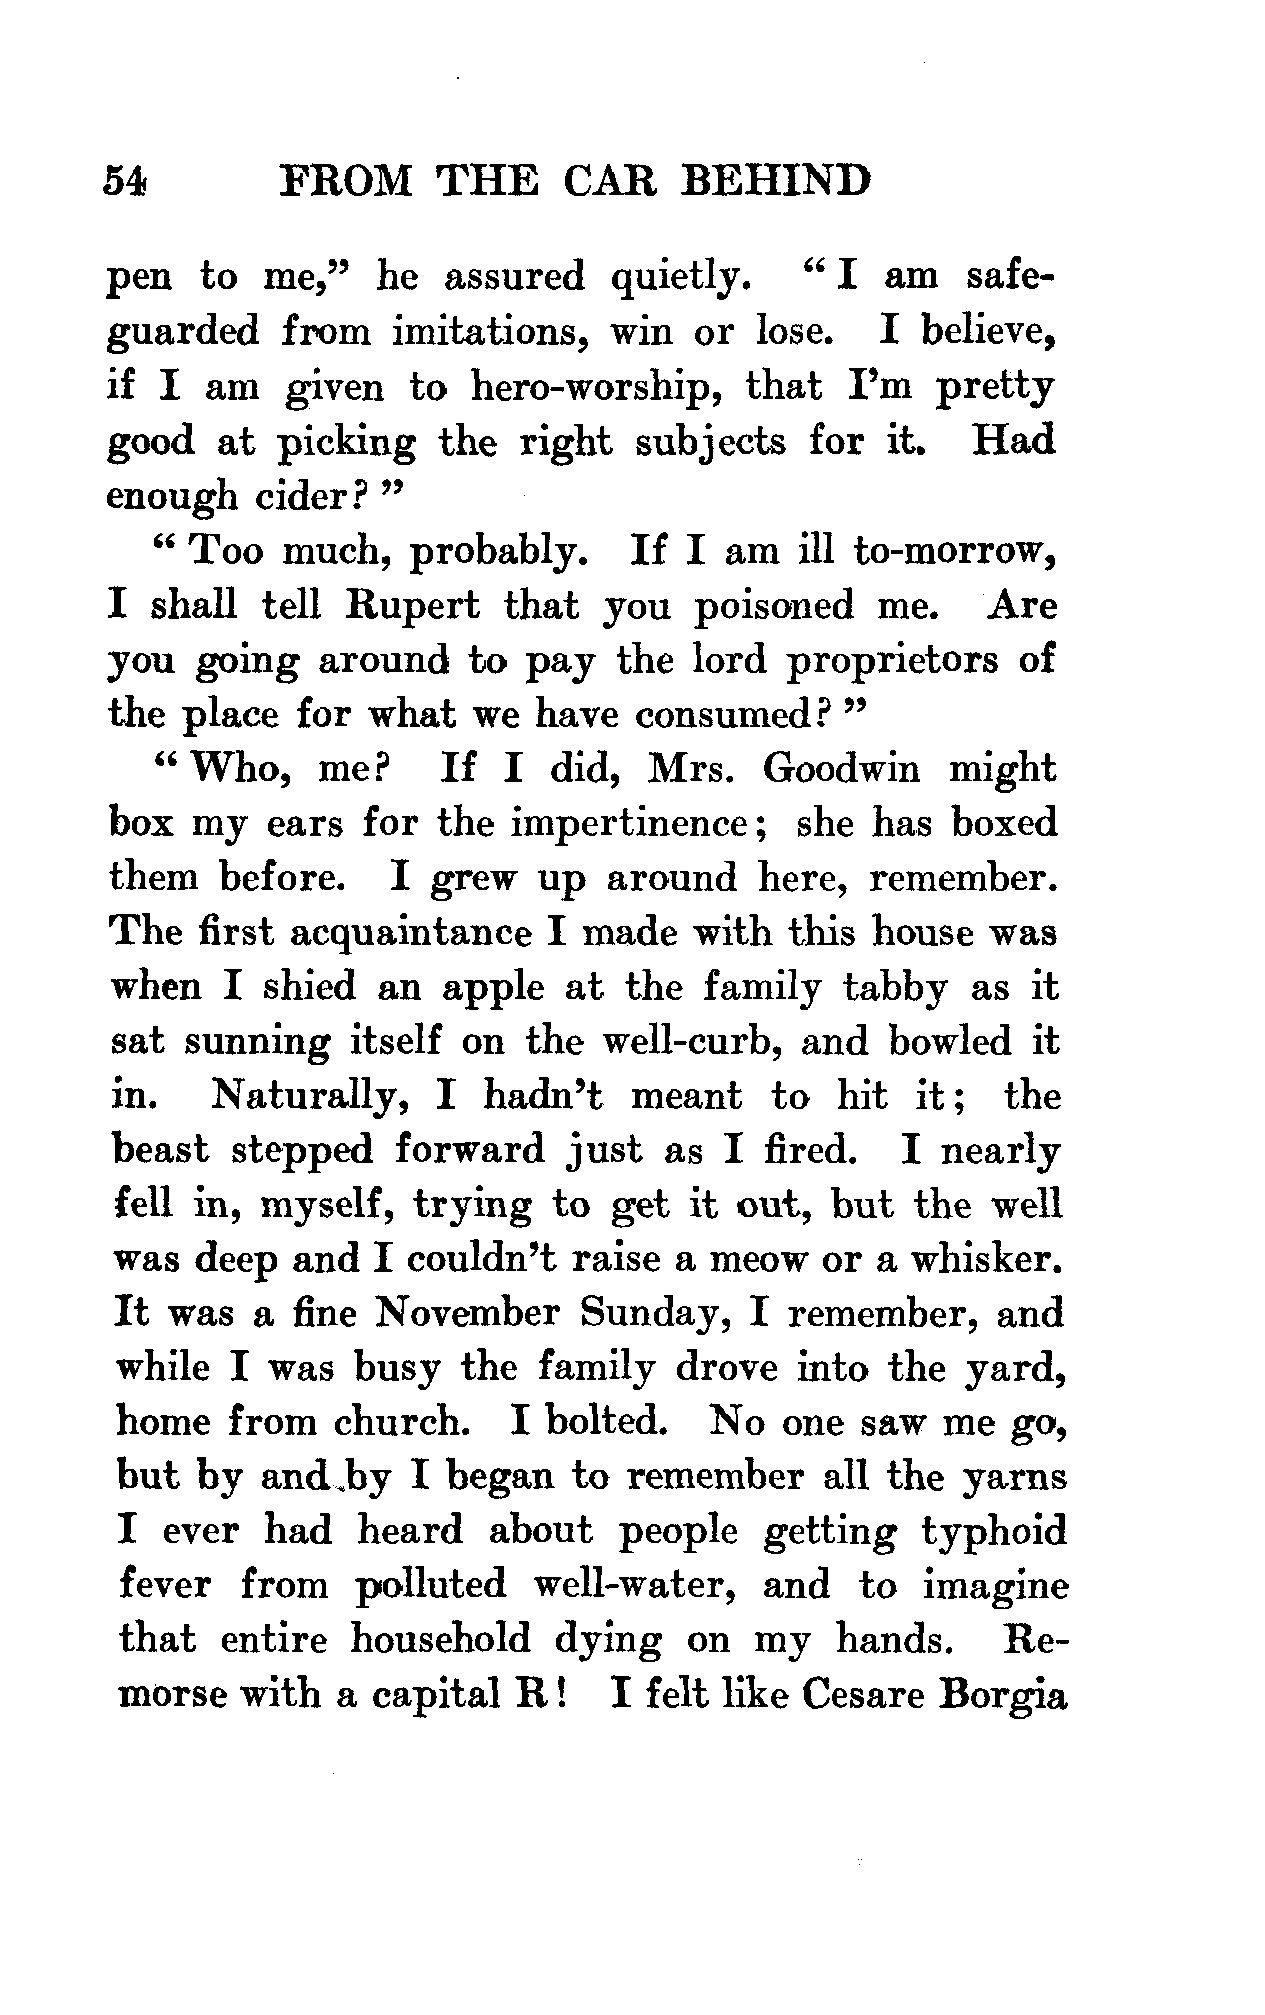 54 FROM THE CAR BEHIND
pen to me,” he assured quietly. “ I am safe-
guarded from imitations, win or lose. I believe,
if I am given to hero-worship, that I’m pretty
good at picking the right subjects for it. Had
enough cider? ”
“ Too much, probably. If I am ill to-morrow,
I shall tell Rupert that you poisoned me. Are
you going around to pay the lord proprietors of
the place for what we have consumed? ”
“ Who, me? If I did, Mrs. Goodwin might
box my ears for the impertinence; she has boxed
them before. I grew up around here, remember.
The first acquaintance I made with this house was
when I shied an apple at the family tabby as it
sat sunning itself on the well-curb, and bowled it
in. Naturally, I hadn’t meant to hit it; the
beast stepped forward just as I fired. I nearly
fell in, myself, trying to get it out, but the well
was deep and I couldn’t raise a meow or a whisker.
It was a fine November Sunday, I remember, and
while I was busy the family drove into the yard,
home from church. I bolted. No one saw me go,
but by and by I began to remember all the yarns
I ever had heard about people getting typhoid
fever from polluted well-water, and to imagine
that entire household dying on my hands. Re-
morse with a capital R! I felt like Cesare Borgia